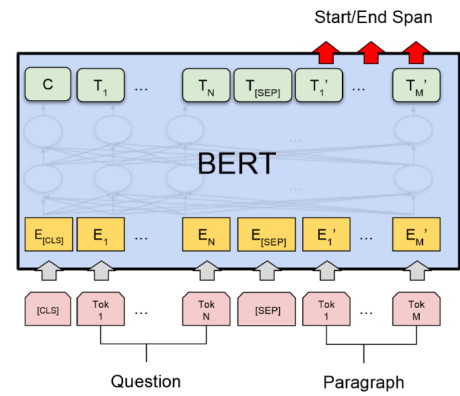 Start/End Span
C T1 ... TN T[SEP] T1' ... TM'
...
BERT
...
E[CLS] E1 ... EN E[SEP] E1' ... EM'
[CLS] Tok 1 ... Tok N [SEP] Tok 1 ... Tok M
Question Paragraph